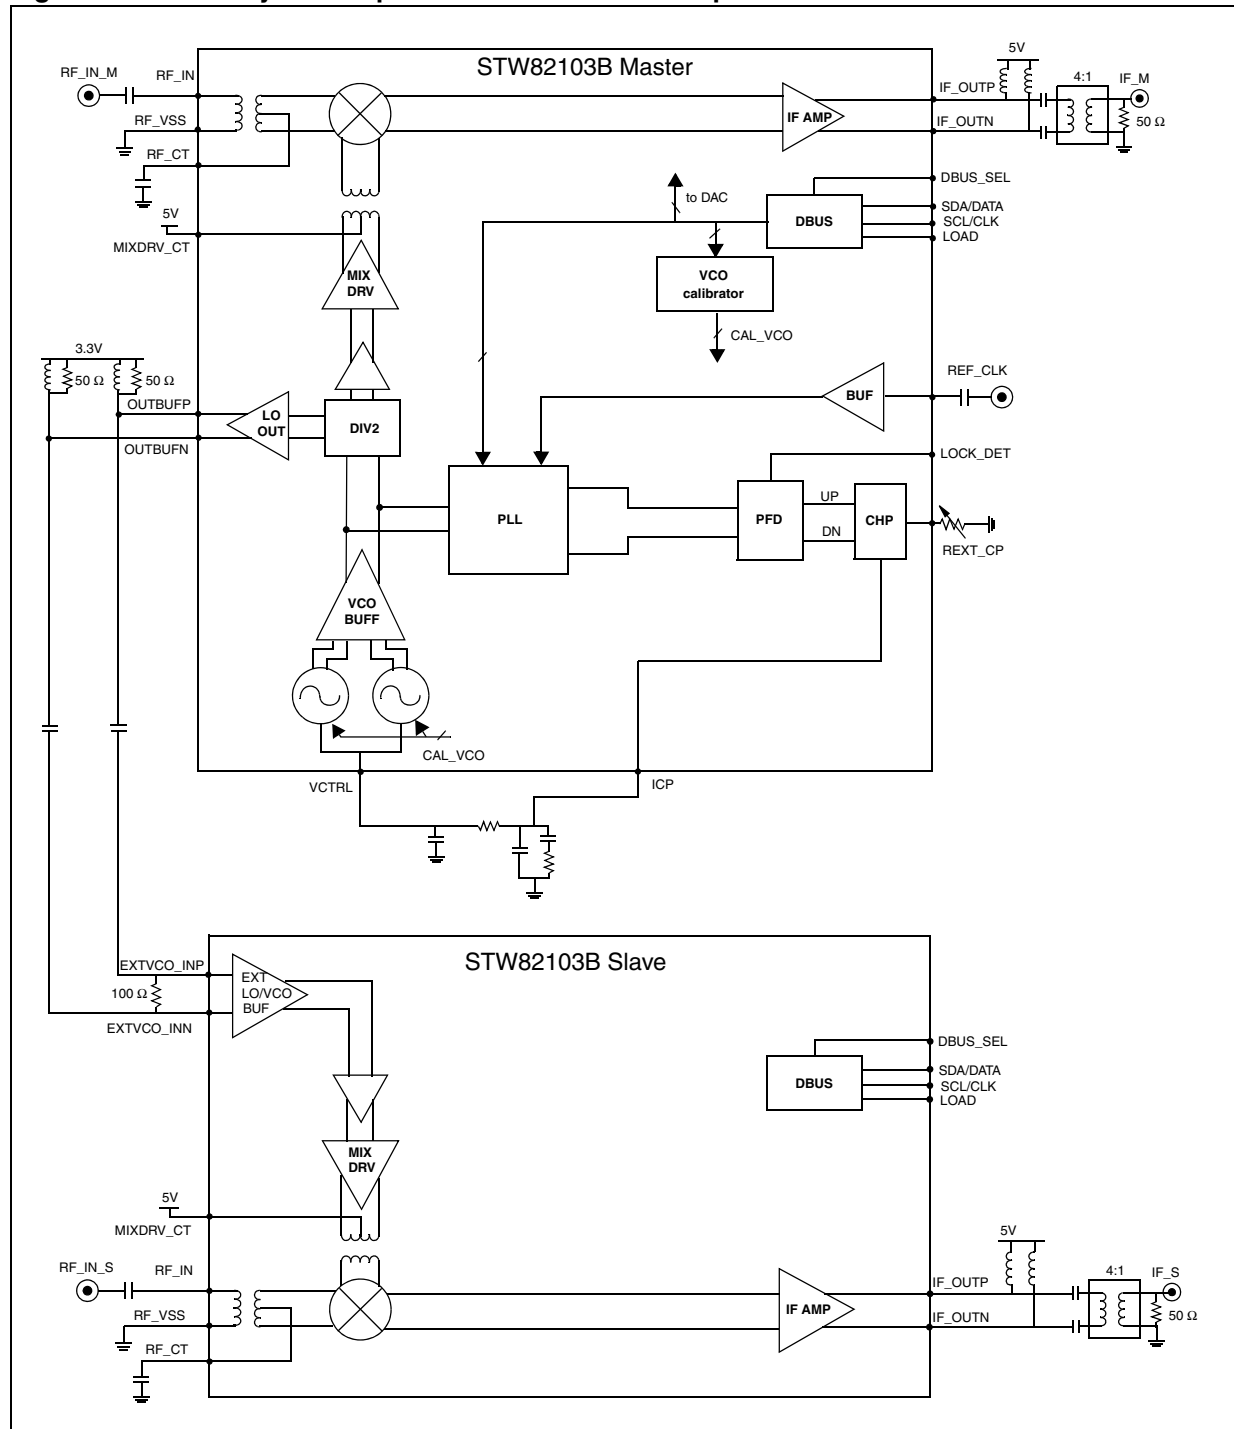 STW82103B Master
RF_IN_M
RF_IN
RF_VSS
RF_CT
5V
MIXDRV_CT
IF AMP
5V
IF_OUTP
IF_OUTN
4:1
IF_M
50 Ω
DBUS_SEL
SDA/DATA
SCL/CLK
LOAD
DBUS
to DAC
VCO
calibrator
CAL_VCO
MIX
DRV
3.3V
50 Ω
50 Ω
OUTBUFP
OUTBUFN
LO
OUT
DIV2
BUF
REF_CLK
LOCK_DET
PLL
PFD
UP
DN
CHP
REXT_CP
VCO
BUFF
CAL_VCO
VCTRL
ICP
STW82103B Slave
EXTVCO_INP
100 Ω
EXTVCO_INN
EXT
LO/VCO
BUF
DBUS
DBUS_SEL
SDA/DATA
SCL/CLK
LOAD
MIX
DRV
5V
MIXDRV_CT
RF_IN_S
RF_IN
RF_VSS
RF_CT
IF AMP
5V
IF_OUTP
IF_OUTN
4:1
IF_S
50 Ω